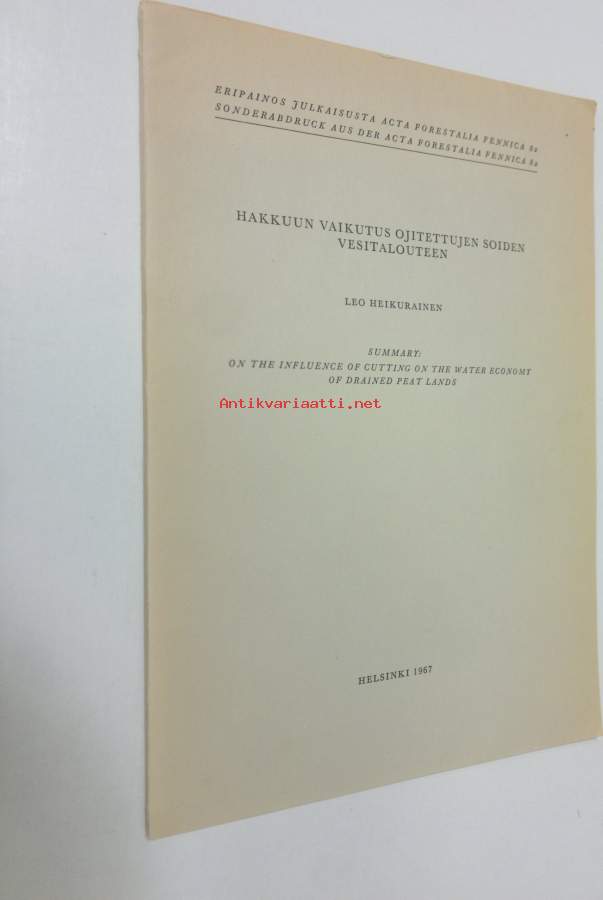 ERIPAINOS JULKAISUSTA ACTA FORESTALIA FENNICA 82
SONDERABDRUCK AUS DER ACTA FORESTALIA FENNICA 82
HAKKUUN VAIKUTUS OJITETTUJEN SOIDEN
VESITALOUTEEN
LEO HEIKURAINEN
SUMMARY:
ON THE INFLUENCE OF CUTTING ON THE WATER ECONOMY
OF DRAINED PEAT LANDS
Antikvariaatti.net
HELSINKI 1967